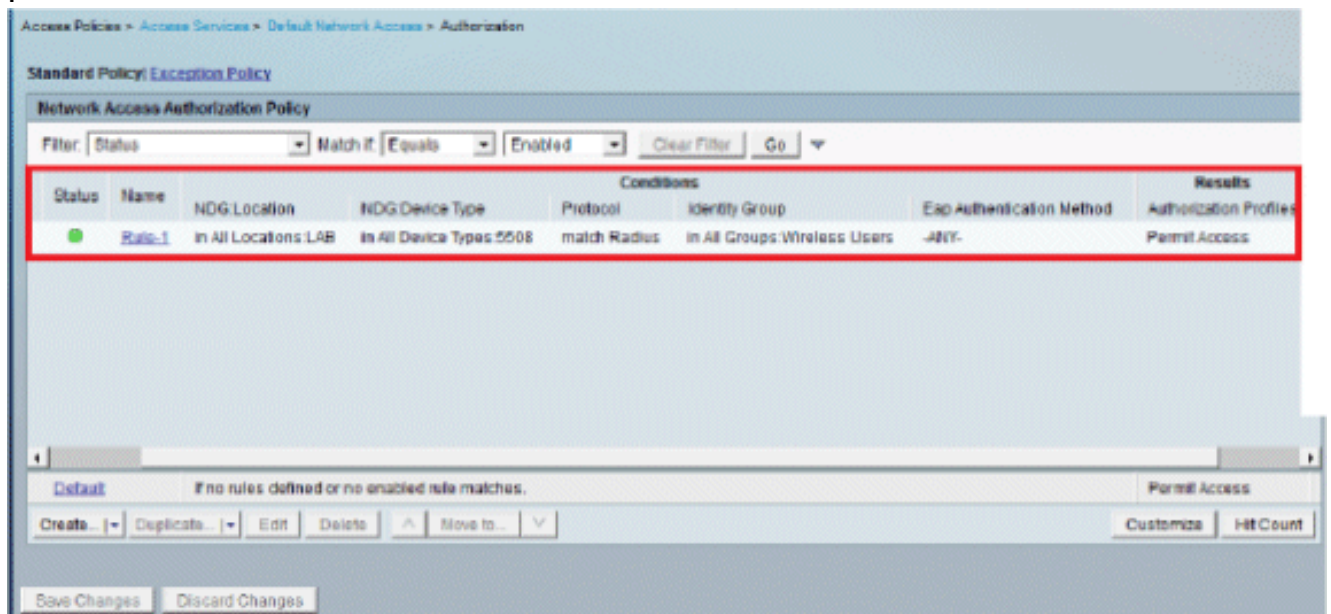 Access Policies > Access Services > Default Network Access > Authorization
Standard Policy| Exception Policy
Network Access Authorization Policy
Filter: Status Match if: Equals Enabled Clear Filter Go
Conditions Results
Status Name NDG:Location NDG:Device Type Protocol Identity Group Eap Authentication Method Authorization Profiles
Rule-1 in All Locations:LAB in All Device Types:5508 match Radius in All Groups:Wireless Users -ANY- Permit Access
Default If no rules defined or no enabled rule matches. Permit Access
Create... Duplicate... Edit Delete Move to... Customize Hit Count
Save Changes Discard Changes